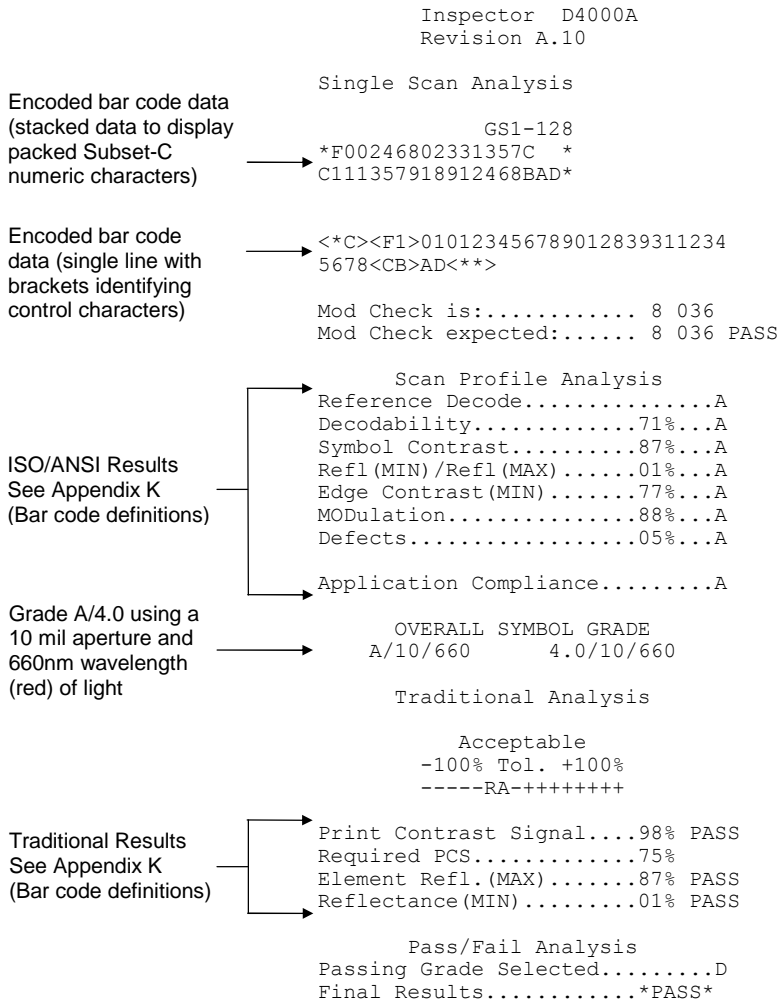 Inspector D4000A
Revision A.10
Single Scan Analysis
Encoded bar code data
(stacked data to display
packed Subset-C
numeric characters)
GS1-128
*F00246802331357C *
C111357918912468BAD*
Encoded bar code
data (single line with
brackets identifying
control characters)
<*C><F1>010123456789012839311234
5678<CB>AD<**>
Mod Check is:............ 8 036
Mod Check expected:...... 8 036 PASS
Scan Profile Analysis
Reference Decode...............A
Decodability.............71%...A
Symbol Contrast..........87%...A
Refl(MIN)/Refl(MAX)......01%...A
Edge Contrast(MIN).......77%...A
MODulation...............88%...A
Defects..................05%...A
ISO/ANSI Results
See Appendix K
(Bar code definitions)
Application Compliance.........A
Grade A/4.0 using a
10 mil aperture and
660nm wavelength
(red) of light
OVERALL SYMBOL GRADE
A/10/660 4.0/10/660
Traditional Analysis
Acceptable
-100% Tol. +100%
-----RA-++++++++
Traditional Results
See Appendix K
(Bar code definitions)
Print Contrast Signal....98% PASS
Required PCS.............75%
Element Refl.(MAX).......87% PASS
Reflectance(MIN).........01% PASS
Pass/Fail Analysis
Passing Grade Selected.........D
Final Results............*PASS*